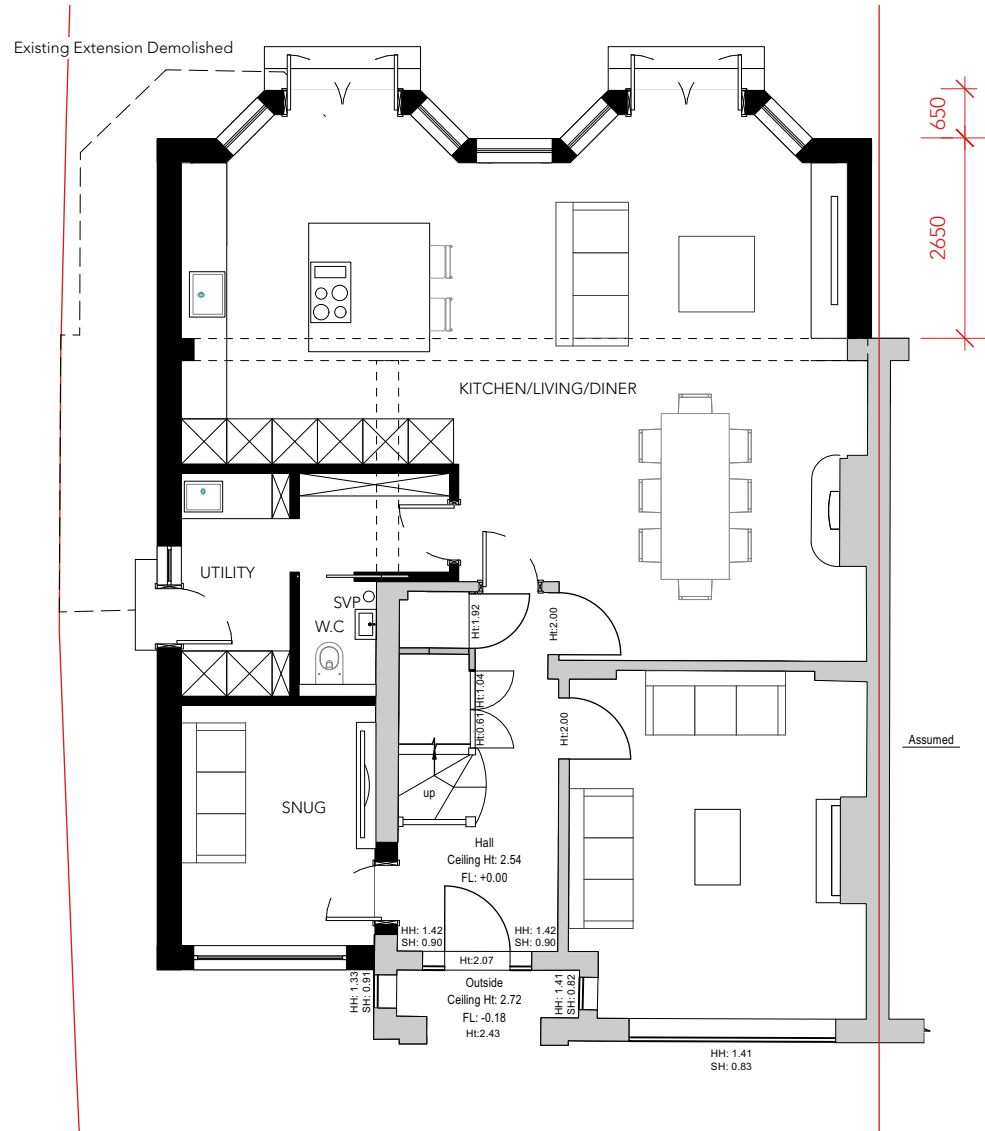 Existing Extension Demolished
650
2650
KITCHEN/LIVING/DINER
UTILITY
SVP
W.C
Ht:1.92
Ht:2.00
Ht:1.04
Ht:0.61
Ht:2.00
Assumed
up
SNUG
Hall
Ceiling Ht: 2.54
FL: +0.00
HH: 1.42
SH: 0.90
HH: 1.42
SH: 0.90
Ht:2.07
HH: 1.33
SH: 0.91
Outside
Ceiling Ht: 2.72
FL: -0.18
Ht:2.43
HH: 1.41
SH: 0.82
HH: 1.41
SH: 0.83